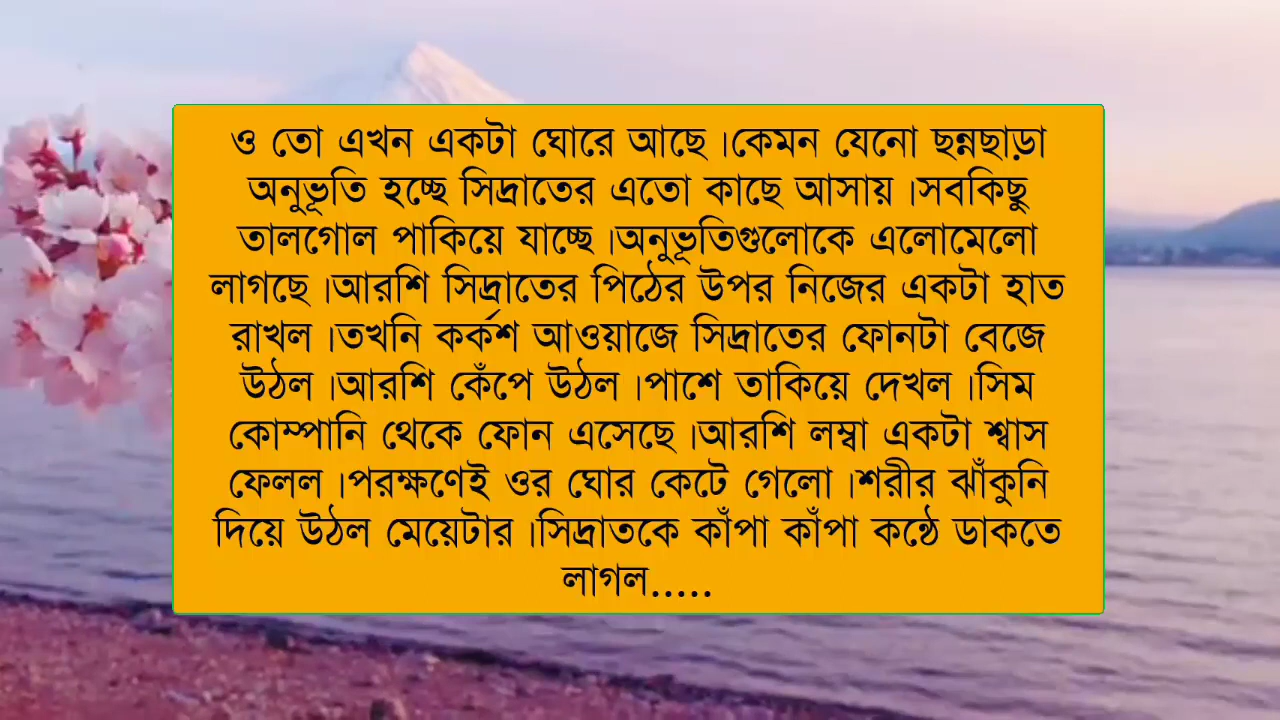 ও তো এখন একটা ঘোরে আছে।কেমন যেনো ছন্নছাড়া
অনুভূতি হচ্ছে সিদ্রাতের এতো কাছে আসায়।সবকিছু
তালগোল পাকিয়ে যাচ্ছে।অনুভূতিগুলোকে এলোমেলো
লাগছে।আরশি সিদ্রাতের পিঠের উপর নিজের একটা হাত
রাখল।তখনি কর্কশ আওয়াজে সিদ্রাতের ফোনটা বেজে
উঠল।আরশি কেঁপে উঠল।পাশে তাকিয়ে দেখল।সিম
কোম্পানি থেকে ফোন এসেছে।আরশি লম্বা একটা শ্বাস
ফেলল।পরক্ষণেই ওর ঘোর কেটে গেলো।শরীর ঝাঁকুনি
দিয়ে উঠল মেয়েটার।সিদ্রাতকে কাঁপা কাঁপা কন্ঠে ডাকতে
লাগল.....